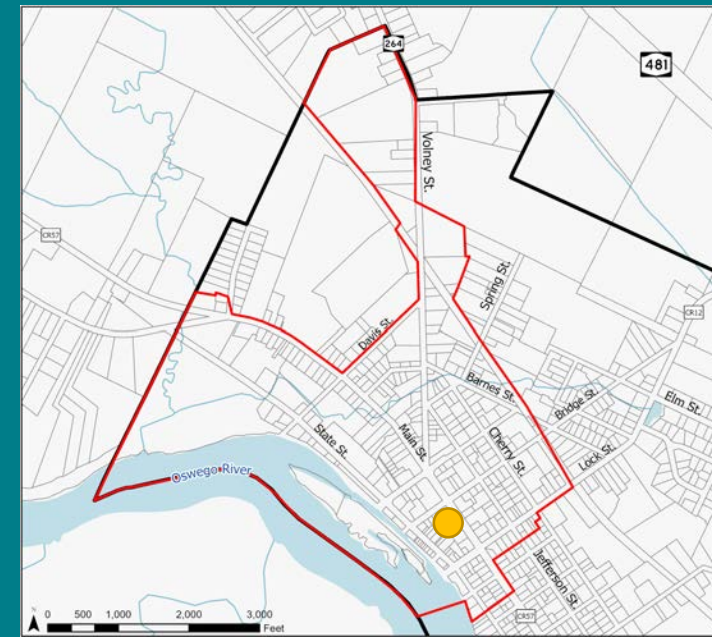 264
481
Volney St.
CR57
Spring St.
CR12
Davis St.
Barnes St.
Bridge St.
Elm St.
State St.
Main St.
Cherry St.
Lock St.
Oswego River
Jefferson St.
CR57
N
0 500 1,000 2,000 3,000
Feet